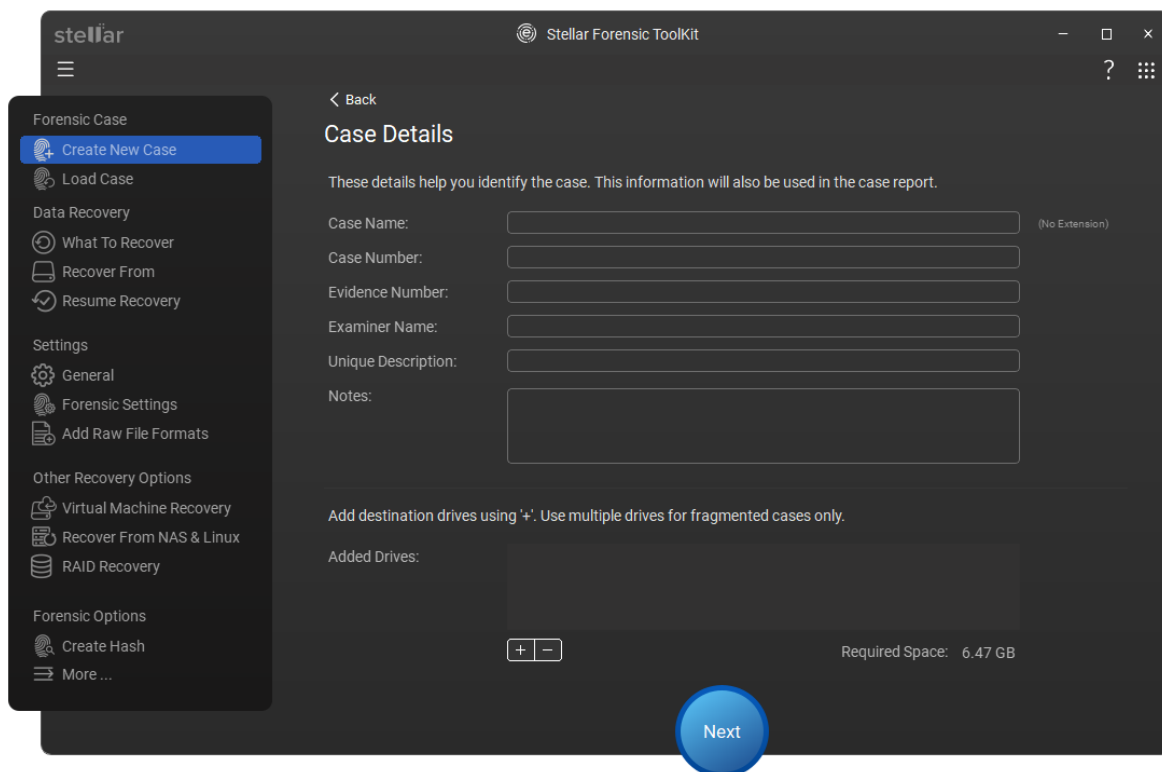 stellar
Stellar Forensic ToolKit
?
Forensic Case
Create New Case
Load Case
Data Recovery
What To Recover
Recover From
Resume Recovery
Settings
General
Forensic Settings
Add Raw File Formats
Other Recovery Options
Virtual Machine Recovery
Recover From NAS & Linux
RAID Recovery
Forensic Options
Create Hash
More ...
Back
Case Details
These details help you identify the case. This information will also be used in the case report.
Case Name:
(No Extension)
Case Number:
Evidence Number:
Examiner Name:
Unique Description:
Notes:
Add destination drives using '+'. Use multiple drives for fragmented cases only.
Added Drives:
+ −
Required Space: 6.47 GB
Next